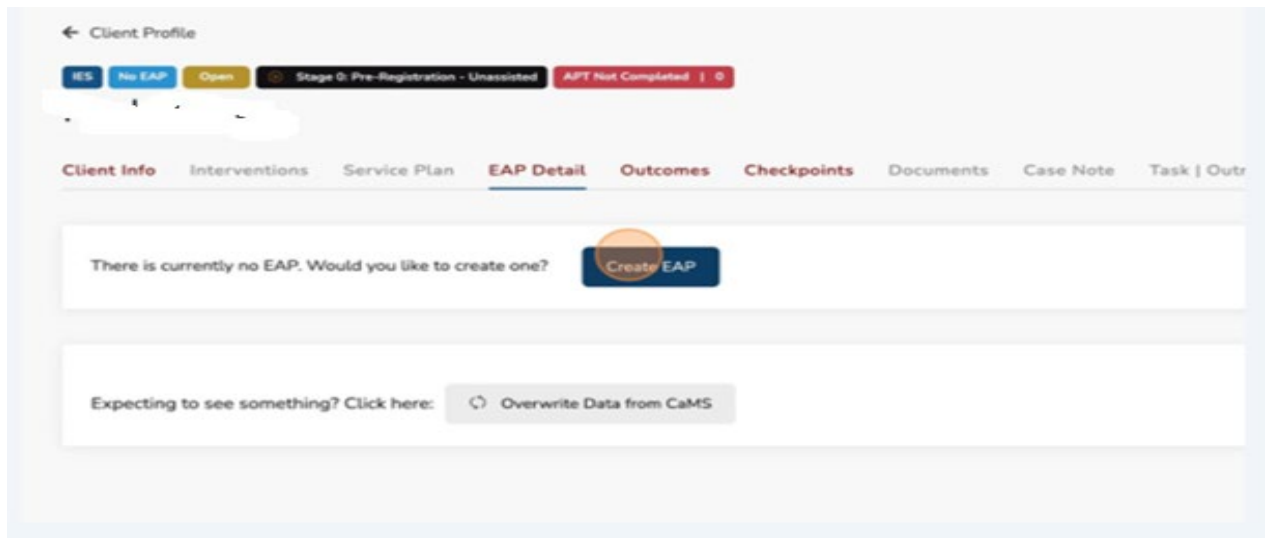 ← Client Profile
IES No EAP Open Stage 0: Pre-Registration - Unassisted APT Not Completed | 0
Client Info Interventions Service Plan EAP Detail Outcomes Checkpoints Documents Case Note Task | Outr
There is currently no EAP. Would you like to create one? Create EAP
Expecting to see something? Click here: Overwrite Data from CaMS